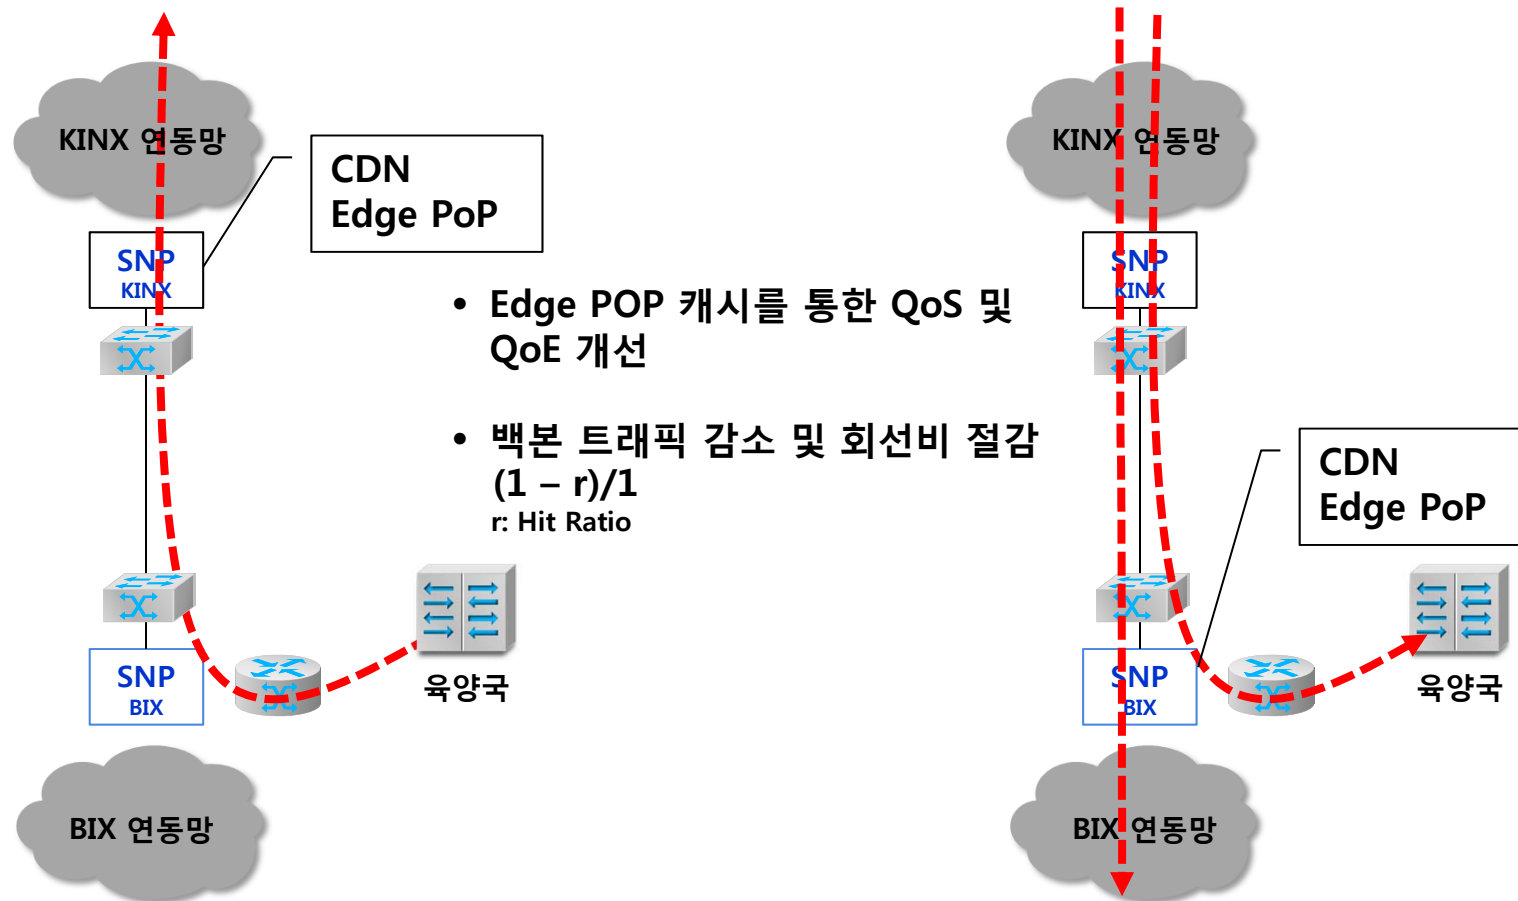 KINX 연동망
CDN
Edge PoP
SNP
KINX
• Edge POP 캐시를 통한 QoS 및
QoE 개선
• 백본 트래픽 감소 및 회선비 절감
(1 – r)/1
r: Hit Ratio
SNP
BIX
육양국
BIX 연동망
KINX 연동망
SNP
KINX
CDN
Edge PoP
SNP
BIX
육양국
BIX 연동망